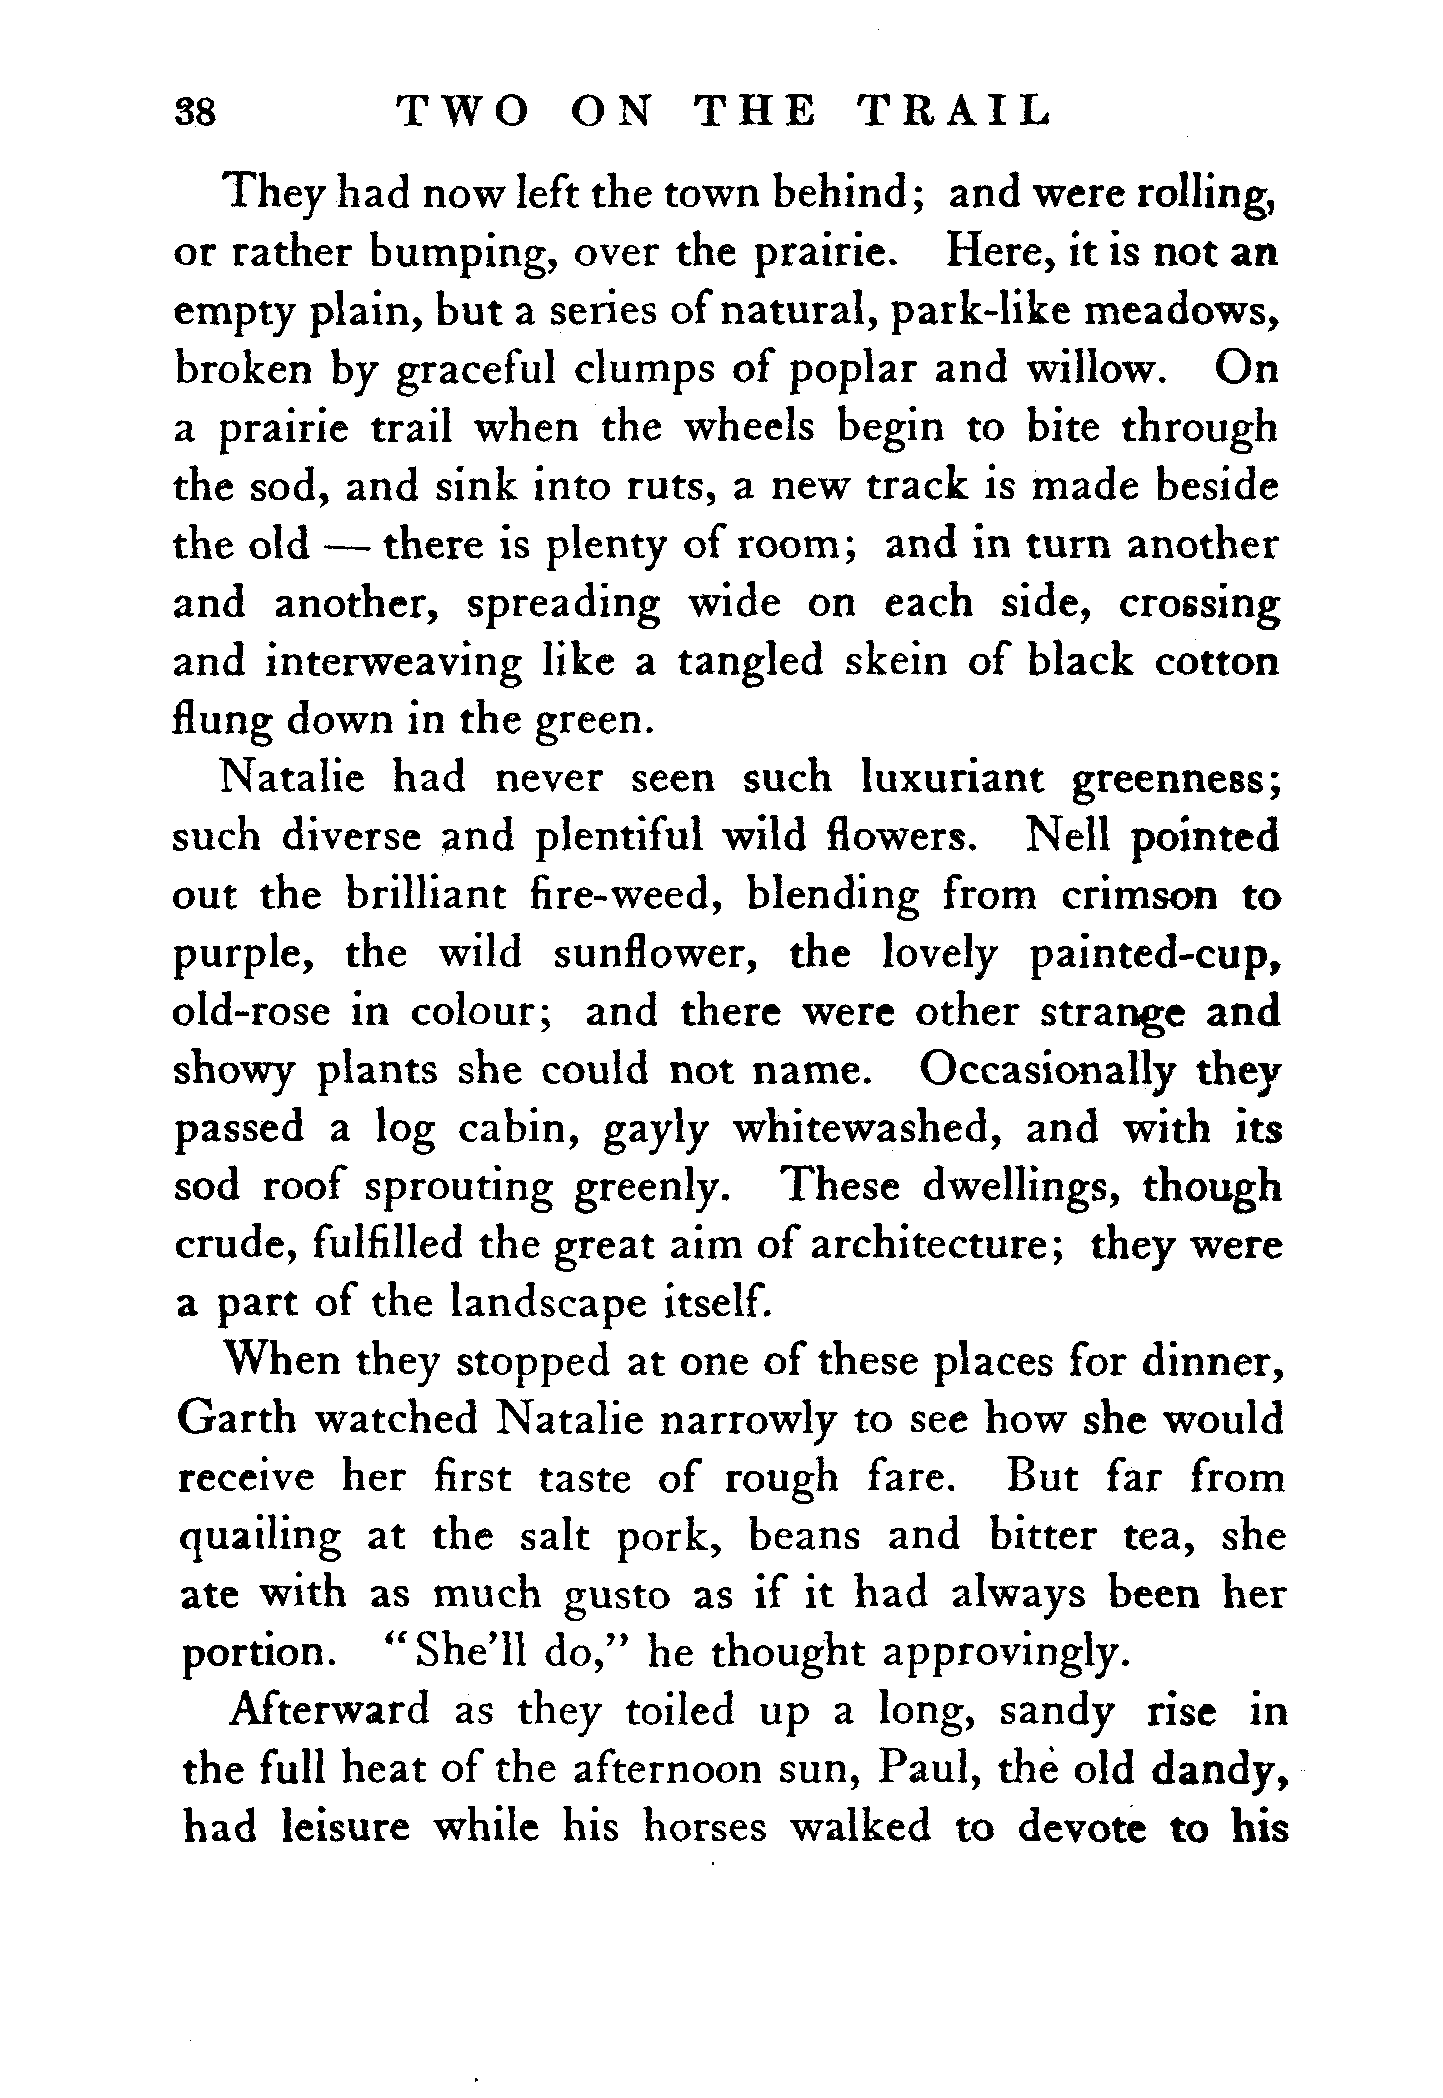 38 TWO ON THE TRAIL
They had now left the town behind; and were rolling,
or rather bumping, over the prairie. Here, it is not an
empty plain, but a series of natural, park-like meadows,
broken by graceful clumps of poplar and willow. On
a prairie trail when the wheels begin to bite through
the sod, and sink into ruts, a new track is made beside
the old — there is plenty of room; and in turn another
and another, spreading wide on each side, crossing
and interweaving like a tangled skein of black cotton
flung down in the green.
Natalie had never seen such luxuriant greenness;
such diverse and plentiful wild flowers. Nell pointed
out the brilliant fire-weed, blending from crimson to
purple, the wild sunflower, the lovely painted-cup,
old-rose in colour; and there were other strange and
showy plants she could not name. Occasionally they
passed a log cabin, gayly whitewashed, and with its
sod roof sprouting greenly. These dwellings, though
crude, fulfilled the great aim of architecture; they were
a part of the landscape itself.
When they stopped at one of these places for dinner,
Garth watched Natalie narrowly to see how she would
receive her first taste of rough fare. But far from
quailing at the salt pork, beans and bitter tea, she
ate with as much gusto as if it had always been her
portion. "She'll do," he thought approvingly.
Afterward as they toiled up a long, sandy rise in
the full heat of the afternoon sun, Paul, the old dandy,
had leisure while his horses walked to devote to his